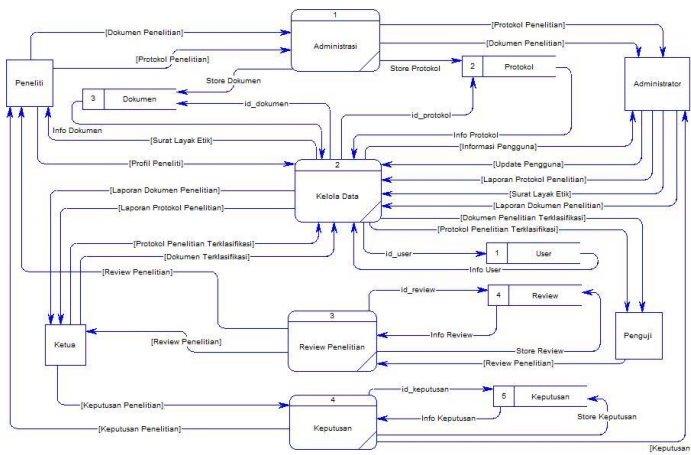 1
[Dokumen Penelitian]
[Protokol Penelitian]
Administrasi
[Protokol Penelitian]
[Dokumen Penelitian]
Peneliti
Store Dokumen
Store Protokol
2 Protokol
Administrator
3 Dokumen
id_dokumen
id_protokol
Info Dokumen
Info Protokol
[Surat Layak Etik]
[Informasi Pengguna]
[Profil Peneliti]
2
[Update Pengguna]
[Laporan Protokol Penelitian]
Kelola Data
[Laporan Dokumen Penelitian]
[Surat Layak Etik]
[Laporan Protokol Penelitian]
[Laporan Dokumen Penelitian]
[Dokumen Penelitian Terklasifikasi]
[Protokol Penelitian Terklasifikasi]
[Protokol Penelitian Terklasifikasi]
[Dokumen Terklasifikasi]
id_user
1 User
[Review Penelitian]
Info User
id_review
4 Review
3
Info Review
Ketua
[Review Penelitian]
Review Penelitian
Store Review
[Review Penelitian]
Penguji
id_keputusan
5 Keputusan
4
[Keputusan Penelitian]
Info Keputusan
Store Keputusan
[Keputusan Penelitian]
Keputusan
[Keputusan